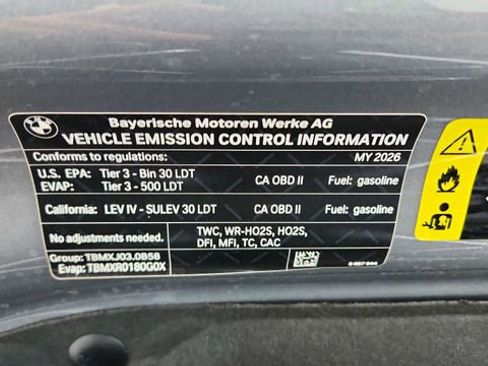 BMW
Bayerische Motoren Werke AG
VEHICLE EMISSION CONTROL INFORMATION
Conforms to regulations: MY 2026
U.S. EPA: Tier 3 - Bin 30 LDT CA OBD II Fuel: gasoline
EVAP: Tier 3 - 500 LDT
California: LEV IV - SULEV 30 LDT CA OBD II Fuel: gasoline
No adjustments needed. TWC, WR-HO2S, HO2S,
DFI, MFI, TC, CAC
Group: TBMXJ03.0B58
Evap: TBMXR0180G0X